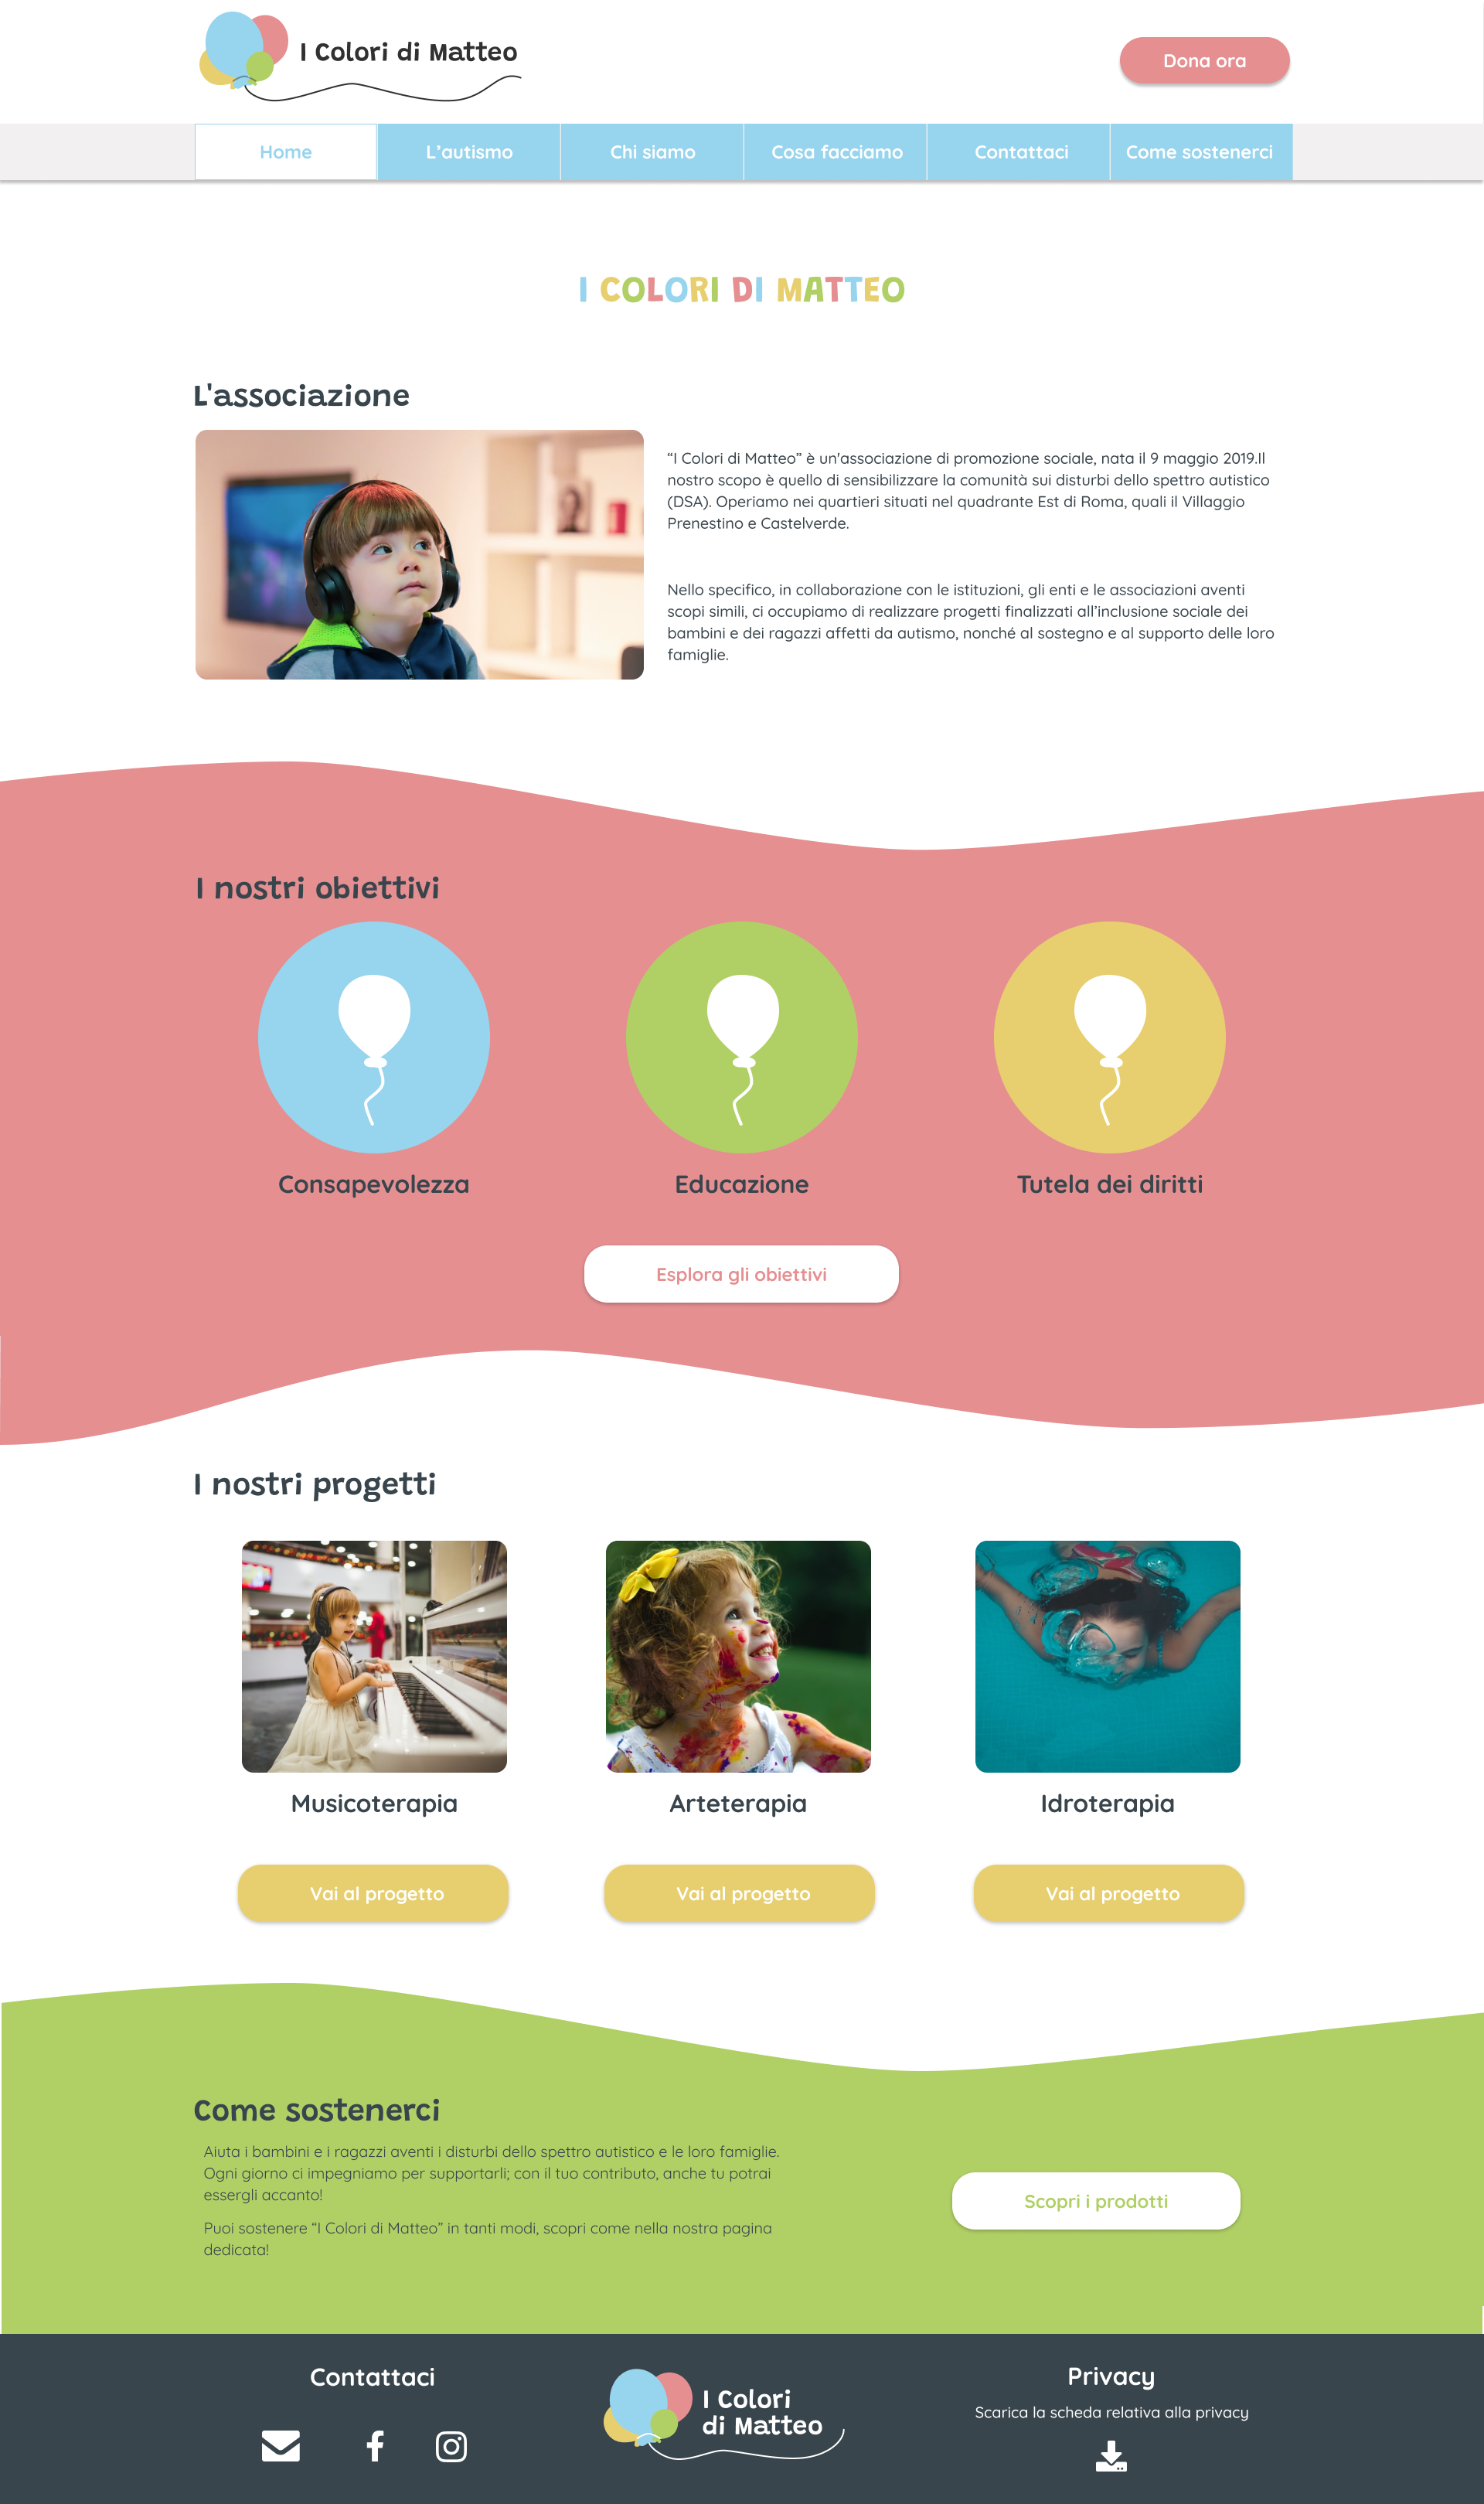 I Colori di Matteo
Dona ora
Home
L’autismo
Chi siamo
Cosa facciamo
Contattaci
Come sostenerci
I COLORI DI MATTEO
L'associazione
“I Colori di Matteo” è un'associazione di promozione sociale, nata il 9 maggio 2019.Il
nostro scopo è quello di sensibilizzare la comunità sui disturbi dello spettro autistico
(DSA). Operiamo nei quartieri situati nel quadrante Est di Roma, quali il Villaggio
Prenestino e Castelverde.
Nello specifico, in collaborazione con le istituzioni, gli enti e le associazioni aventi
scopi simili, ci occupiamo di realizzare progetti finalizzati all’inclusione sociale dei
bambini e dei ragazzi affetti da autismo, nonché al sostegno e al supporto delle loro
famiglie.
I nostri obiettivi
Consapevolezza
Educazione
Tutela dei diritti
Esplora gli obiettivi
I nostri progetti
Musicoterapia
Arteterapia
Idroterapia
Vai al progetto
Vai al progetto
Vai al progetto
Come sostenerci
Aiuta i bambini e i ragazzi aventi i disturbi dello spettro autistico e le loro famiglie.
Ogni giorno ci impegniamo per supportarli; con il tuo contributo, anche tu potrai
essergli accanto!
Puoi sostenere “I Colori di Matteo” in tanti modi, scopri come nella nostra pagina
dedicata!
Scopri i prodotti
Contattaci
I Colori
di Matteo
Privacy
Scarica la scheda relativa alla privacy